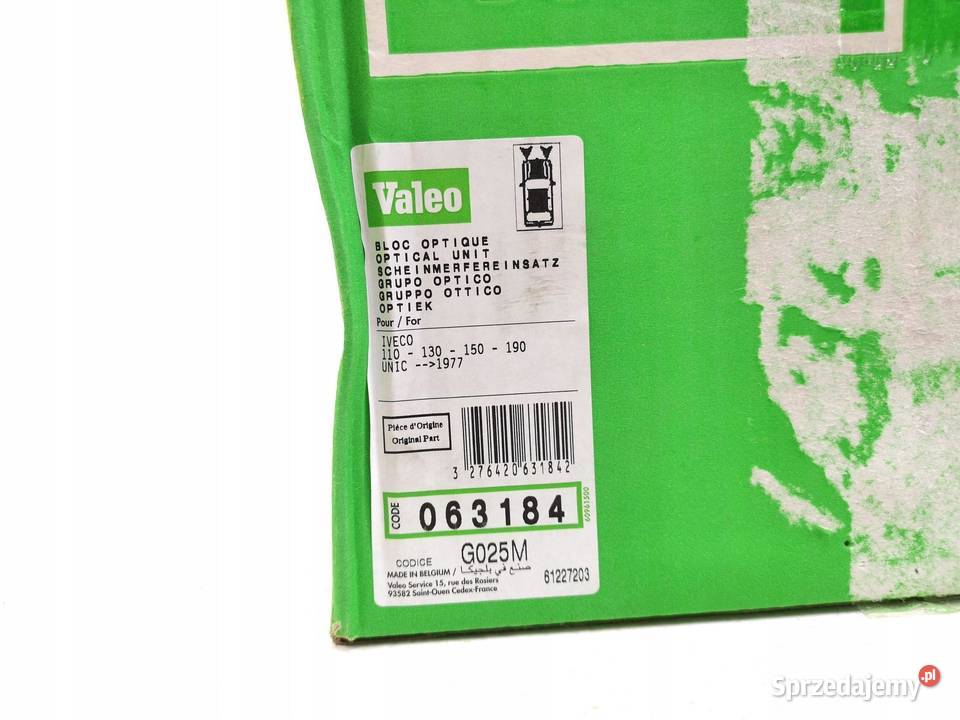 Valeo
BLOC OPTIQUE
OPTICAL UNIT
SCHEINMERFEREINSATZ
GRUPO OPTICO
GRUPPO OTTICO
OPTIEK
Pour / For
IVECO
110 - 130 - 150 - 190
UNIC -->1977
Pièce d'Origine
Original Part
3 276420 631842
CODE 063184
60961500
CODICE G025M
MADE IN BELGIUM / صنع في بلجيكا
Valeo Service 15, rue des Rosiers
93582 Saint-Ouen Cedex-France
61227203
Sprzedajemy.pl